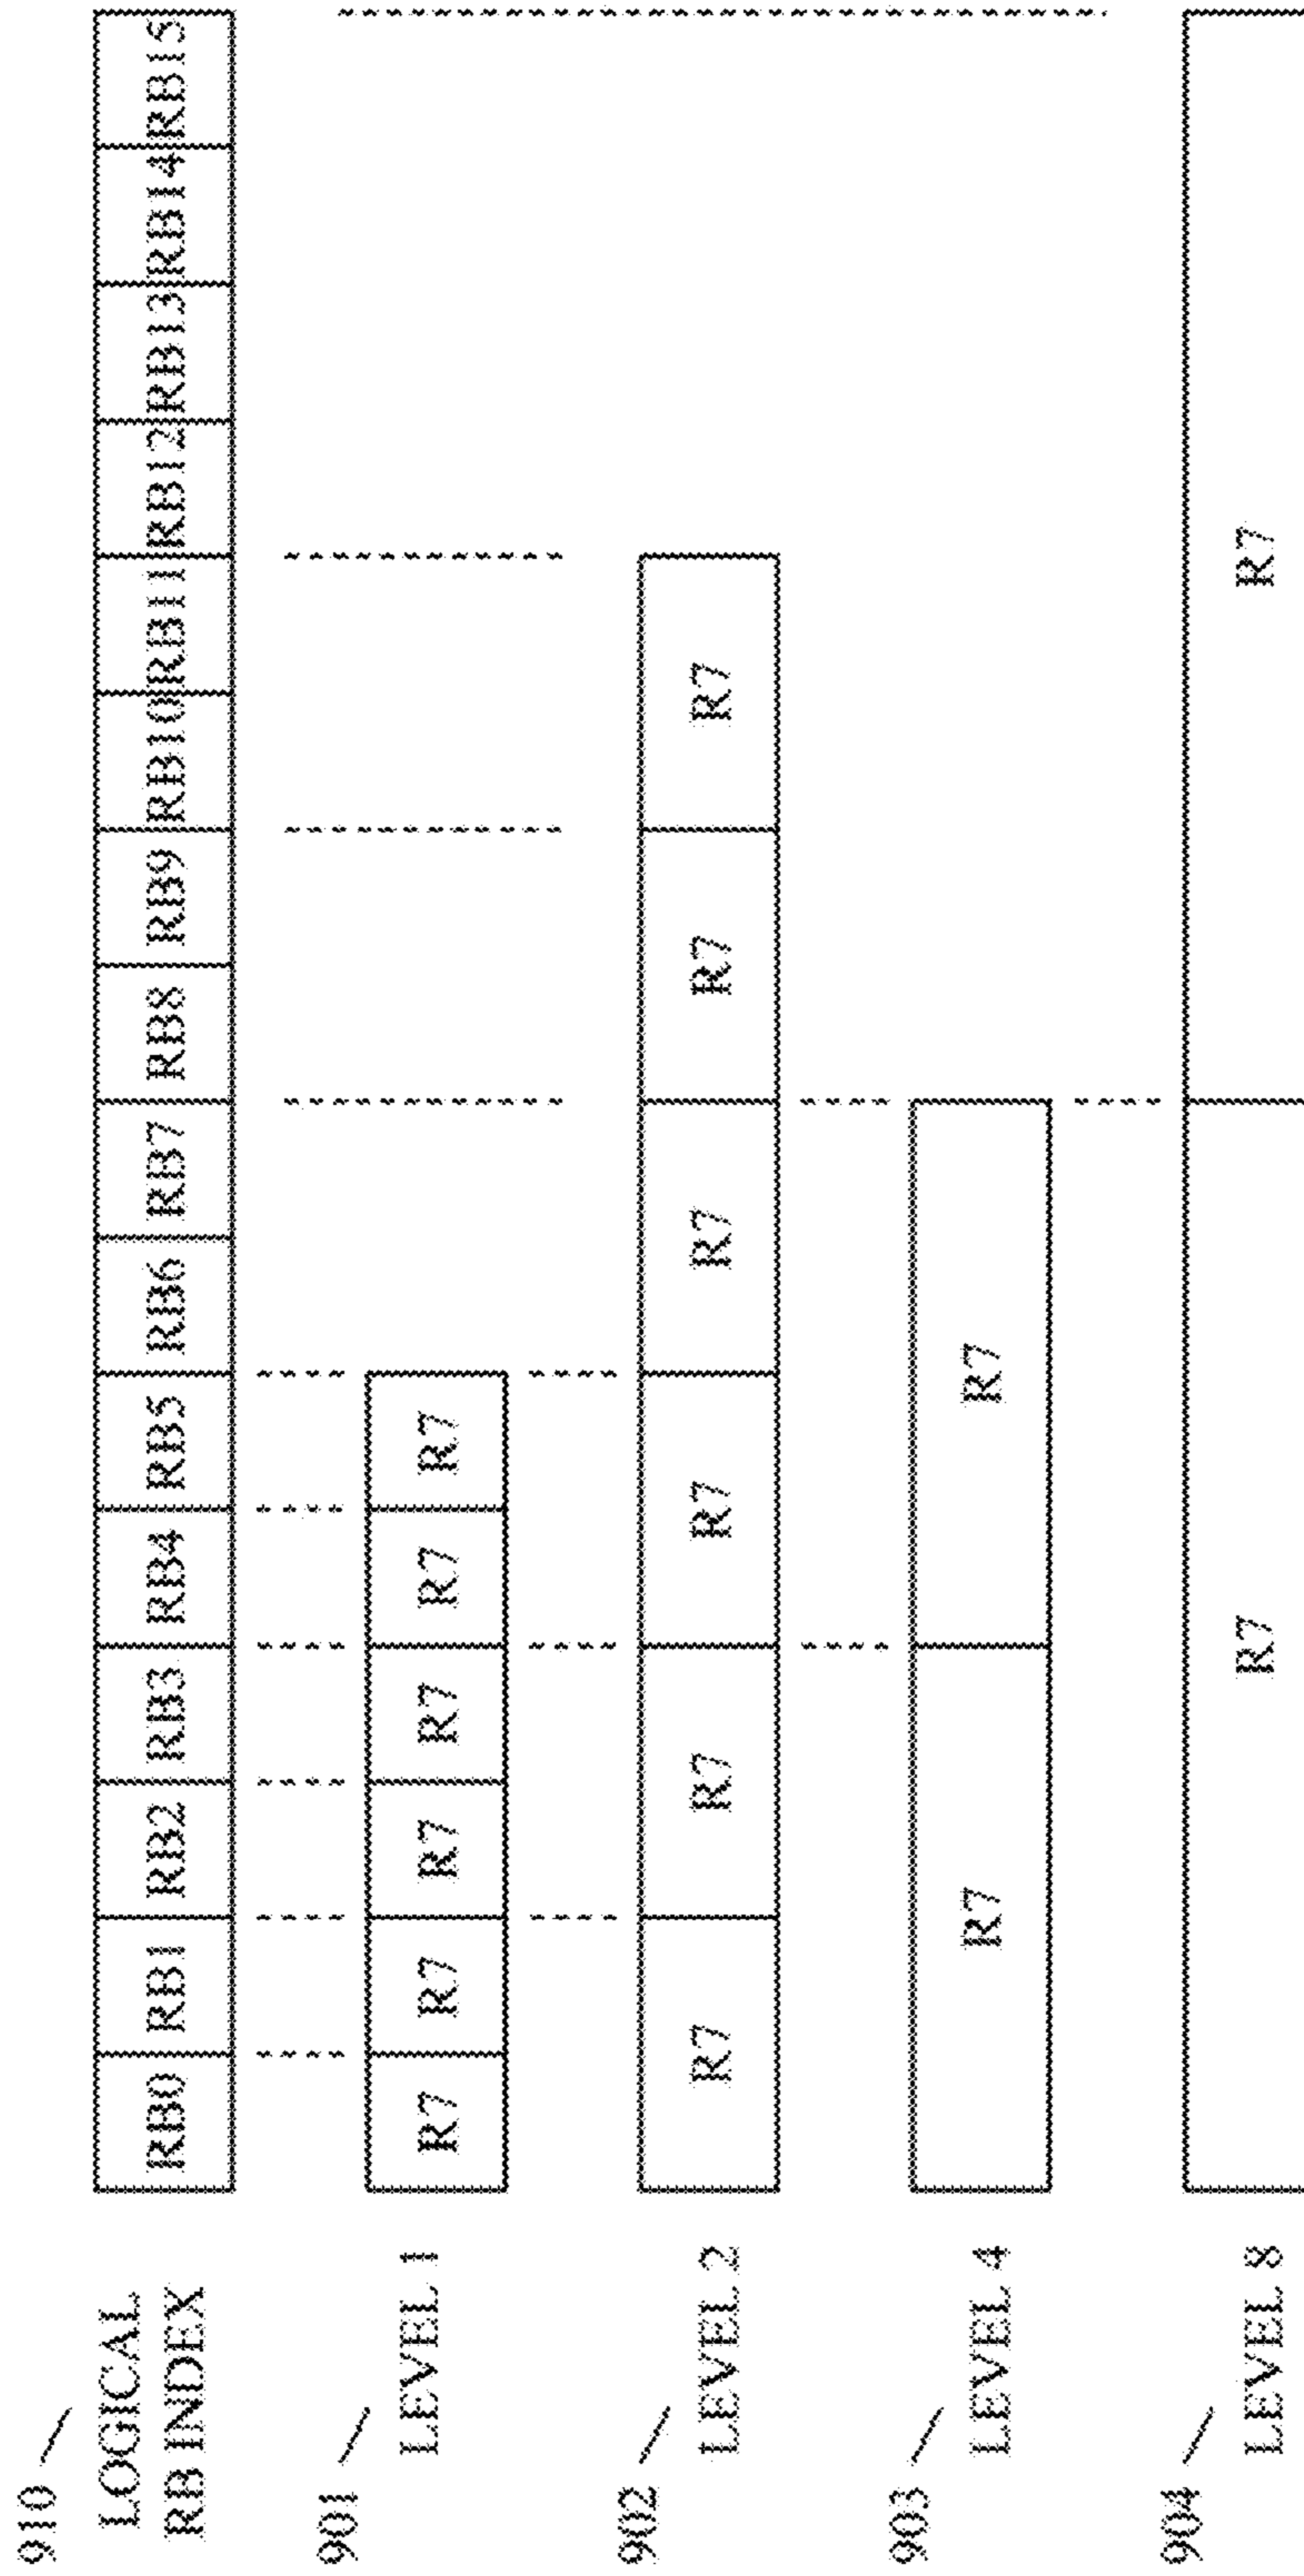 910
LOGICAL
RB INDEX
RB0 RB1 RB2 RB3 RB4 RB5 RB6 RB7 RB8 RB9 RB10 RB11 RB12 RB13 RB14 RB15
901
LEVEL 1
R7 R7 R7 R7 R7 R7
902
LEVEL 2
R7 R7 R7 R7 R7 R7
903
LEVEL 4
R7 R7
904
LEVEL 8
R7 R7